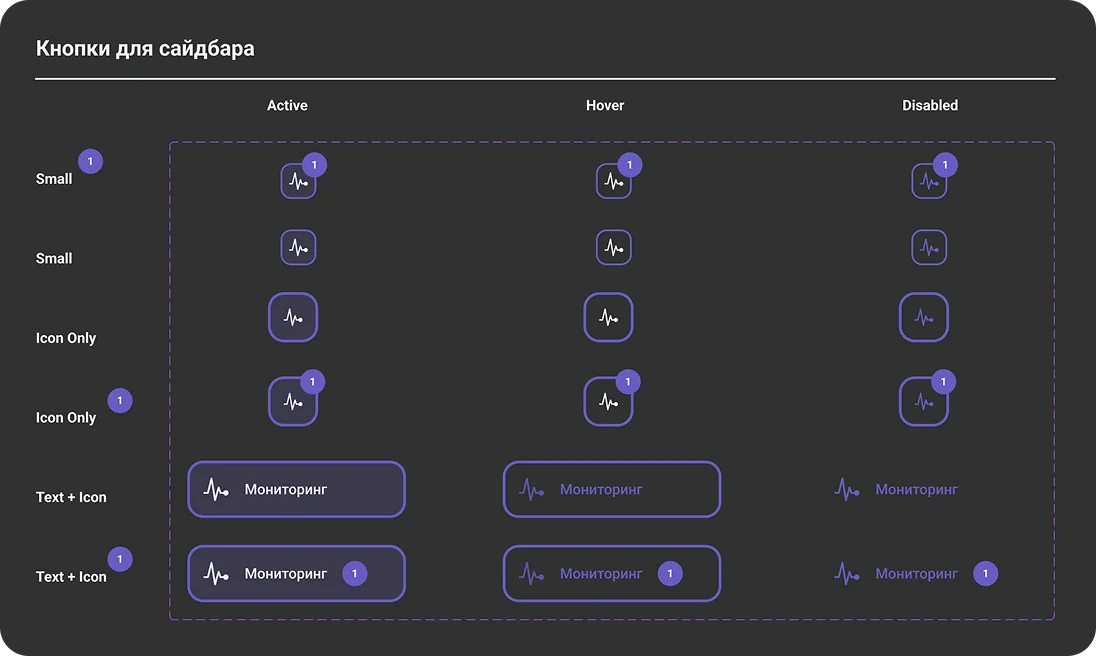 Кнопки для сайдбара
Active Hover Disabled
Small 1 1 1 1
Small
Icon Only
Icon Only 1 1 1 1
Text + Icon Мониторинг Мониторинг Мониторинг
Text + Icon 1 Мониторинг 1 Мониторинг 1 Мониторинг 1